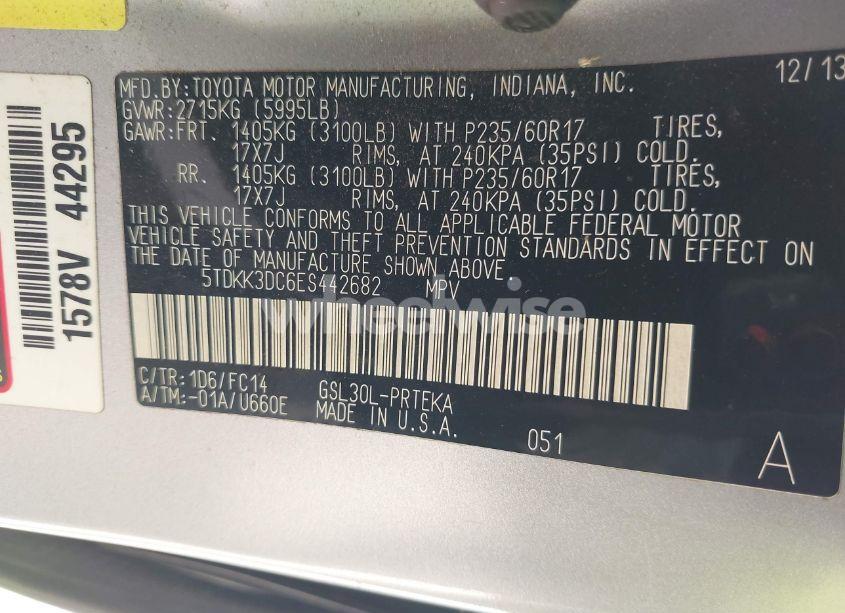 MFD.BY:TOYOTA MOTOR MANUFACTURING, INDIANA, INC. 12/13
GVWR:2715KG (5995LB)
GAWR:FRT. 1405KG (3100LB) WITH P235/60R17 TIRES,
17X7J RIMS, AT 240KPA (35PSI) COLD.
RR. 1405KG (3100LB) WITH P235/60R17 TIRES,
17X7J RIMS, AT 240KPA (35PSI) COLD.
THIS VEHICLE CONFORMS TO ALL APPLICABLE FEDERAL MOTOR
VEHICLE SAFETY AND THEFT PREVENTION STANDARDS IN EFFECT ON
THE DATE OF MANUFACTURE SHOWN ABOVE.
5TDKK3DC6ES442682 MPV
wheelwise
C/TR:1D6/FC14 GSL30L-PRTEKA
A/TM:-01A/U660E MADE IN U.S.A.
051
A
1578V 44295